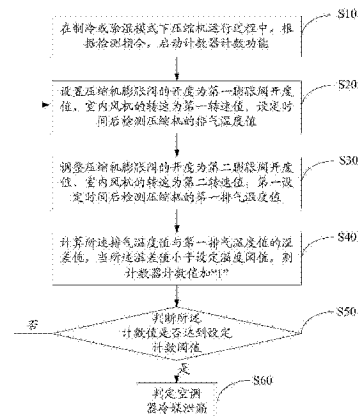 S10
在制冷或除湿模式下压缩机运行过程中，根
据检测指令，启动计数器计数功能
S20
设置压缩机膨胀阀的开度为第一膨胀阀开度
值、室内风机的转速为第一转速值，设定时
间后检测压缩机的排气温度值
S30
调整压缩机膨胀阀的开度为第二膨胀阀开度
值、室内风机的转速为第二转速值，第一设
定时间后检测压缩机的第一排气温度值
S40
计算所述排气温度值与第一排气温度值的温
差值，当所述温差值小于设定温度阈值，则
计数器计数值加“1”
S50
判断所述
计数值是否达到设定
计数阈值
否
是
S60
判定空调
器冷媒泄漏